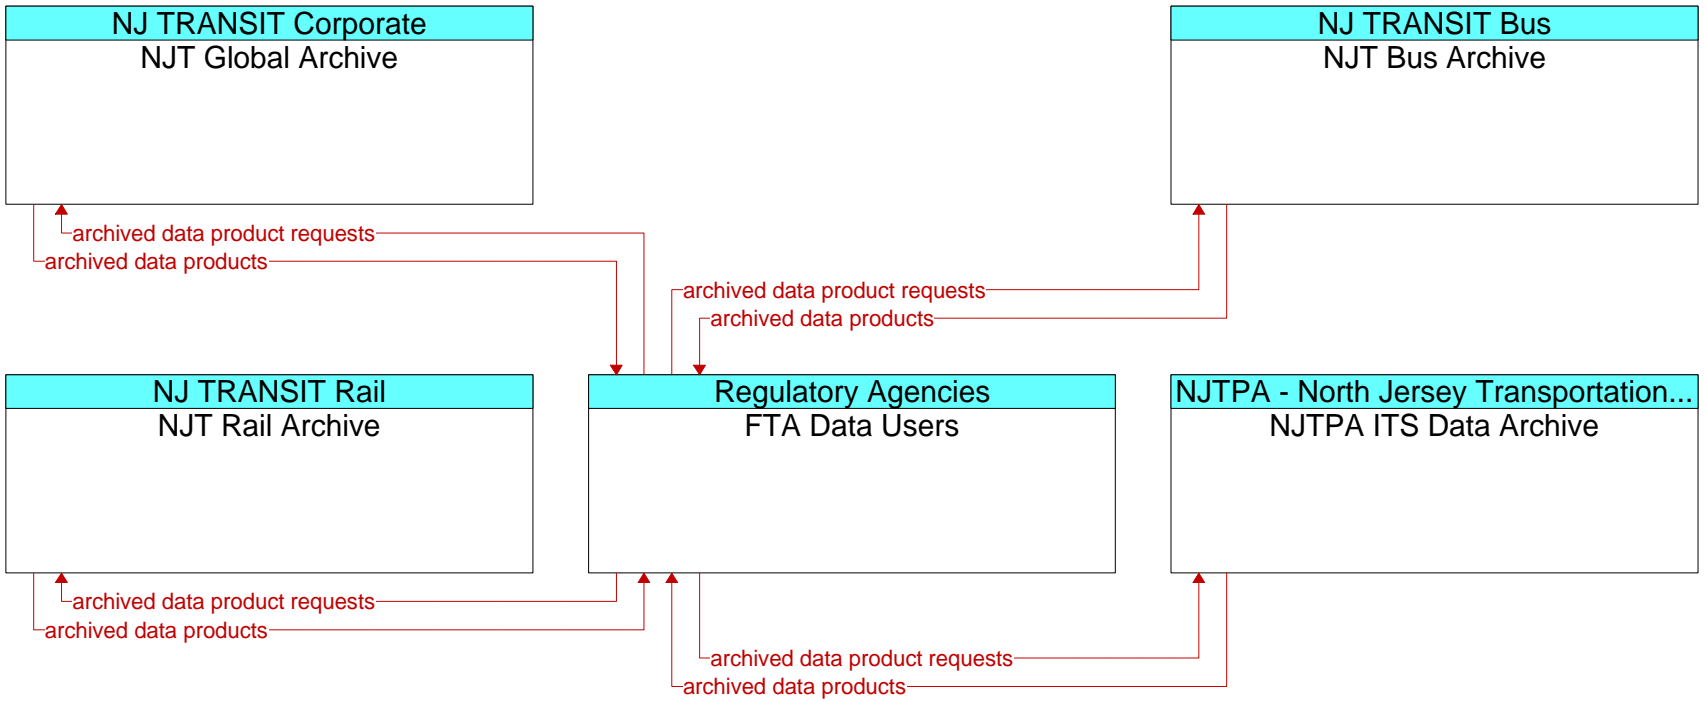 NJ TRANSIT Corporate
NJT Global Archive
NJ TRANSIT Bus
NJT Bus Archive
archived data product requests
archived data products
archived data product requests
archived data products
NJ TRANSIT Rail
NJT Rail Archive
Regulatory Agencies
FTA Data Users
NJTPA - North Jersey Transportation...
NJTPA ITS Data Archive
archived data product requests
archived data products
archived data product requests
archived data products